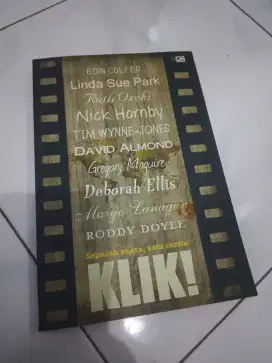 EOIN COLFER
Linda Sue Park
Ruth Ozeki
Nick Hornby
TIM WYNNE-JONES
DAVID ALMOND
Gregory Maguire
Deborah Ellis
Margo Lanagan
RODDY DOYLE
Sepuluh acara, satu cerita
KLIK!